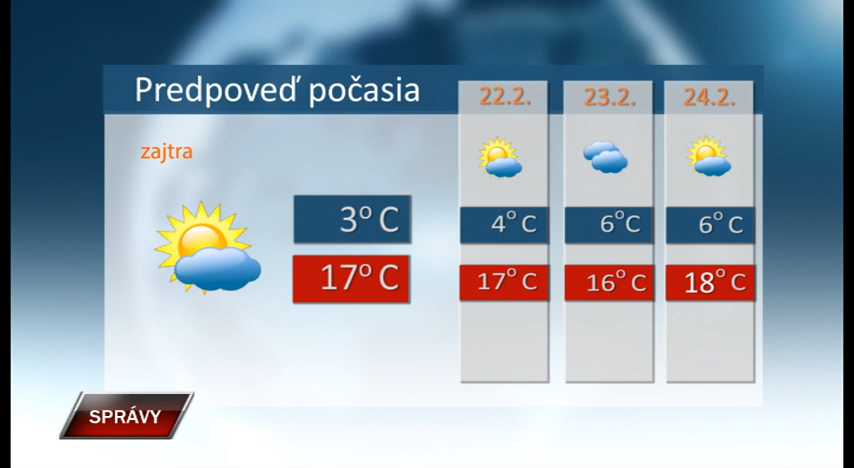 Predpoveď počasia
zajtra
3° C
17° C
22.2. 23.2. 24.2.
4° C 6°C 6° C
17° C 16° C 18° C
SPRÁVY